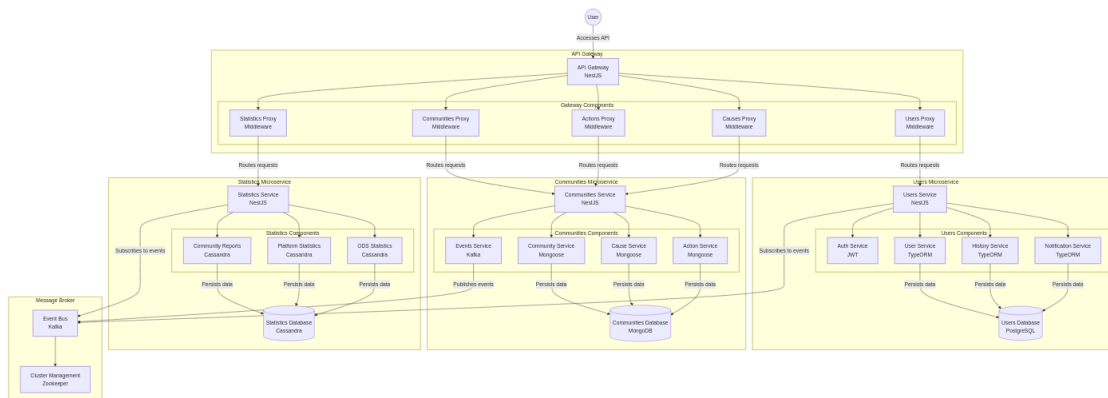 User
Accesses API
API Gateway
API Gateway
NestJS
Gateway Components
Statistics Proxy
Middleware
Communities Proxy
Middleware
Actions Proxy
Middleware
Causes Proxy
Middleware
Users Proxy
Middleware
Routes requests
Routes requests
Routes requests
Routes requests
Routes requests
Statistics Microservice
Statistics Service
NestJS
Statistics Components
Community Reports
Cassandra
Platform Statistics
Cassandra
ODS Statistics
Cassandra
Subscribes to events
Persists data
Persists data
Persists data
Statistics Database
Cassandra
Communities Microservice
Communities Service
NestJS
Communities Components
Events Service
Kafka
Community Service
Mongoose
Cause Service
Mongoose
Action Service
Mongoose
Publishes events
Persists data
Persists data
Persists data
Communities Database
MongoDB
Users Microservice
Users Service
NestJS
Users Components
Auth Service
JWT
User Service
TypeORM
History Service
TypeORM
Notification Service
TypeORM
Subscribes to events
Persists data
Persists data
Persists data
Users Database
PostgreSQL
Message Broker
Event Bus
Kafka
Cluster Management
Zookeeper